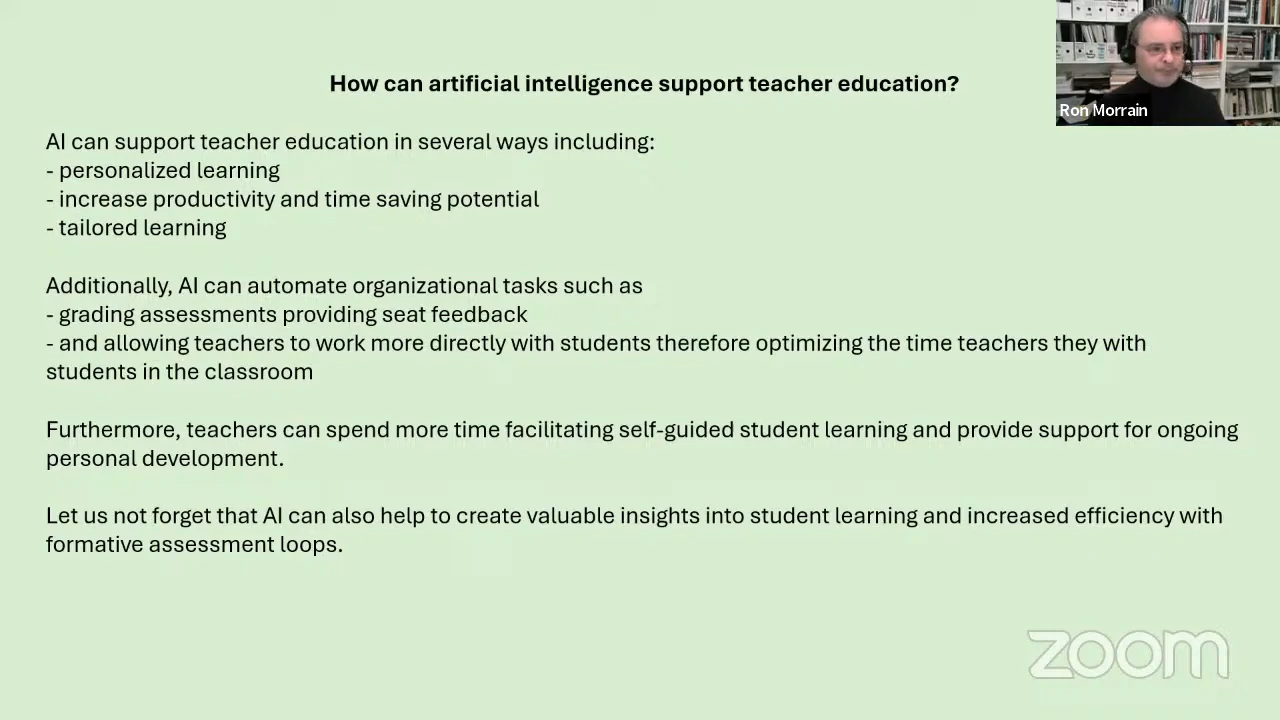 How can artificial intelligence support teacher education?
Ron Morrain
AI can support teacher education in several ways including:
- personalized learning
- increase productivity and time saving potential
- tailored learning
Additionally, AI can automate organizational tasks such as
- grading assessments providing seat feedback
- and allowing teachers to work more directly with students therefore optimizing the time teachers they with
students in the classroom
Furthermore, teachers can spend more time facilitating self-guided student learning and provide support for ongoing
personal development.
Let us not forget that AI can also help to create valuable insights into student learning and increased efficiency with
formative assessment loops.
zoom